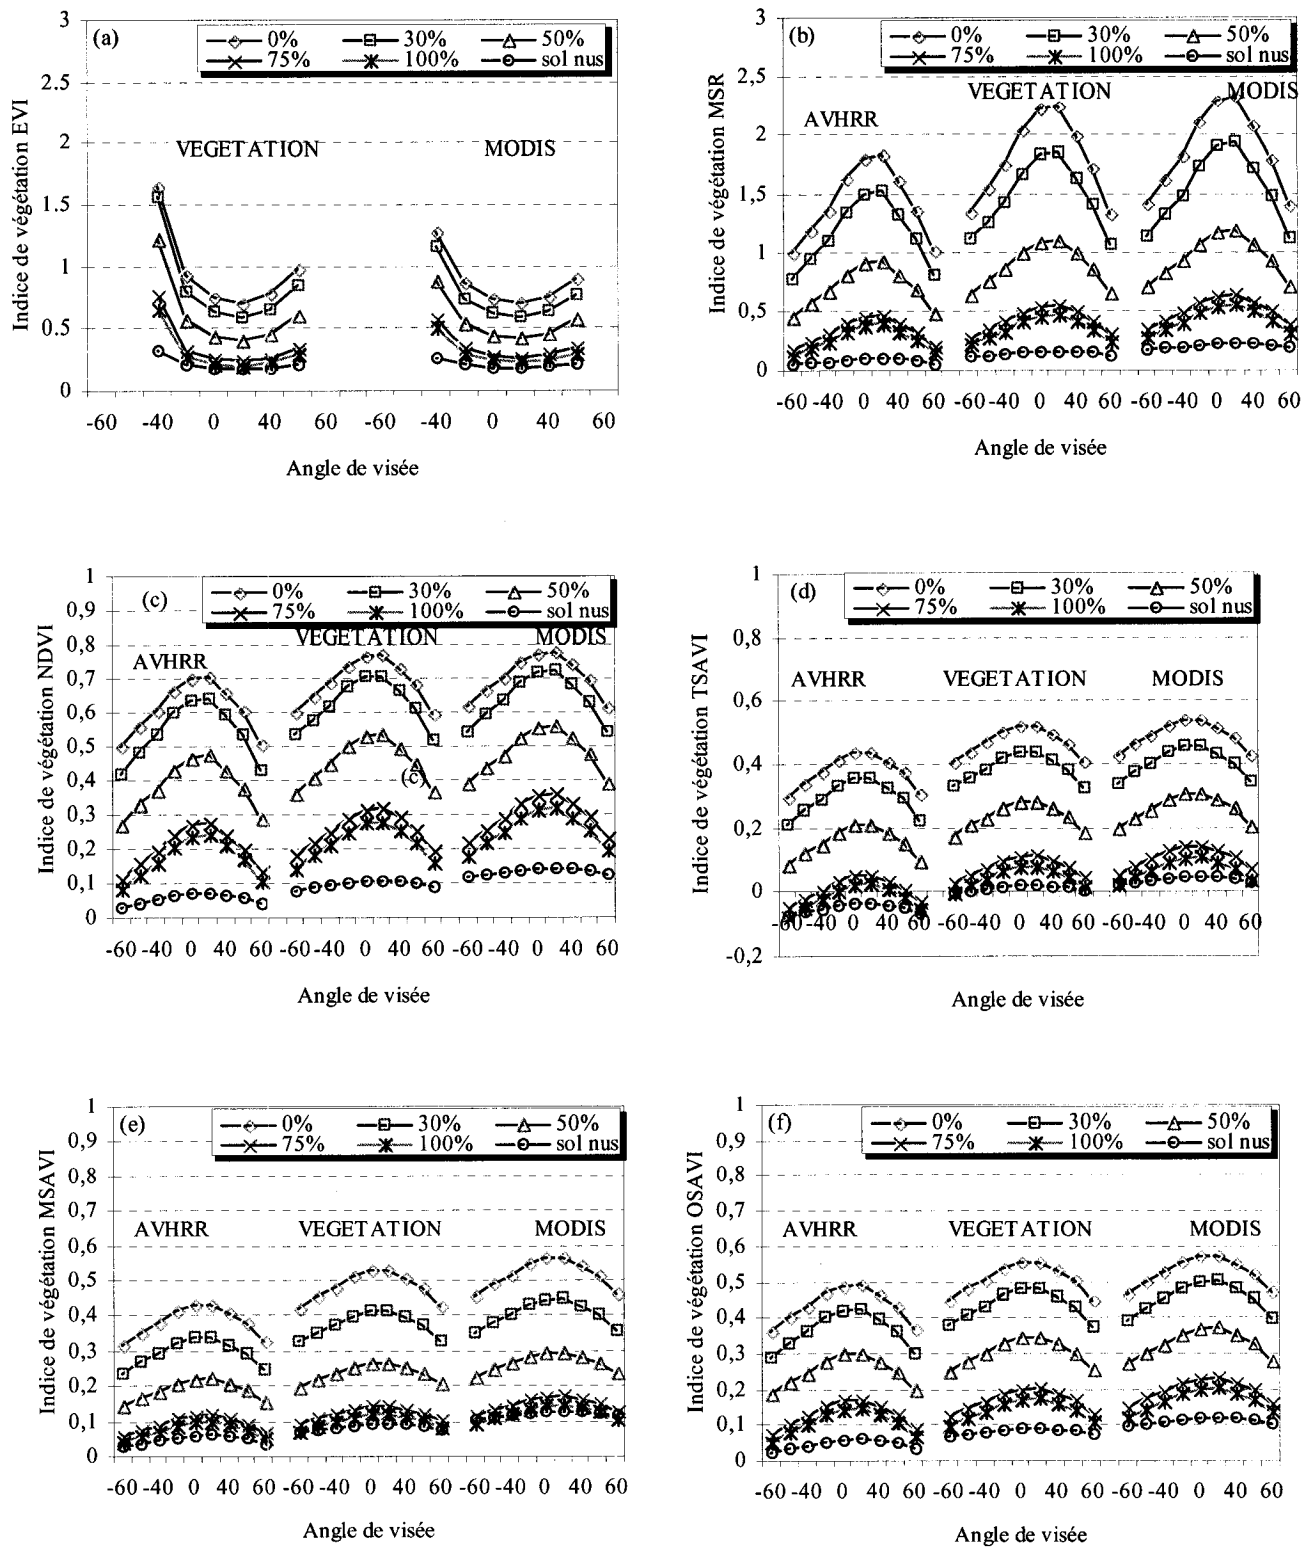 (a)
0% 30% 50%
75% 100% sol nus
3
2.5
2
1.5
1
0.5
0
Indice de végétation EVI
VEGETATION MODIS
-60 -40 0 40 60 -60 -40 0 40 60
Angle de visée
(b)
0% 30% 50%
75% 100% sol nus
3
2,5
2
1,5
1
0,5
0
Indice de végétation MSR
AVHRR VEGETATION MODIS
-60 -40 0 40 60 -60 -40 0 40 60 -60 -40 0 40 60
Angle de visée
(c)
0% 30% 50%
75% 100% sol nus
1
0,9
0,8
0,7
0,6
0,5
0,4
0,3
0,2
0,1
0
Indice de végétation NDVI
AVHRR VEGETATION MODIS
(c)
-60 -40 0 40 60 -60 -40 0 40 60 -60 -40 0 40 60
Angle de visée
(d)
0% 30% 50%
75% 100% sol nus
1
0,8
0,6
0,4
0,2
0
-0,2
Indice de végétation TSAVI
AVHRR VEGETATION MODIS
-60 -40 0 40 60 -60 -40 0 40 60 -60 -40 0 40 60
Angle de visée
(e)
0% 30% 50%
75% 100% sol nus
1
0,9
0,8
0,7
0,6
0,5
0,4
0,3
0,2
0,1
0
Indice de végétation MSAVI
AVHRR VEGETATION MODIS
-60 -40 0 40 60 -60 -40 0 40 60 -60 -40 0 40 60
Angle de visée
(f)
0% 30% 50%
75% 100% sol nus
1
0,9
0,8
0,7
0,6
0,5
0,4
0,3
0,2
0,1
0
Indice de végétation OSAVI
AVHRR VEGETATION MODIS
-60 -40 0 40 60 -60 -40 0 40 60 -60 -40 0 40 60
Angle de visée